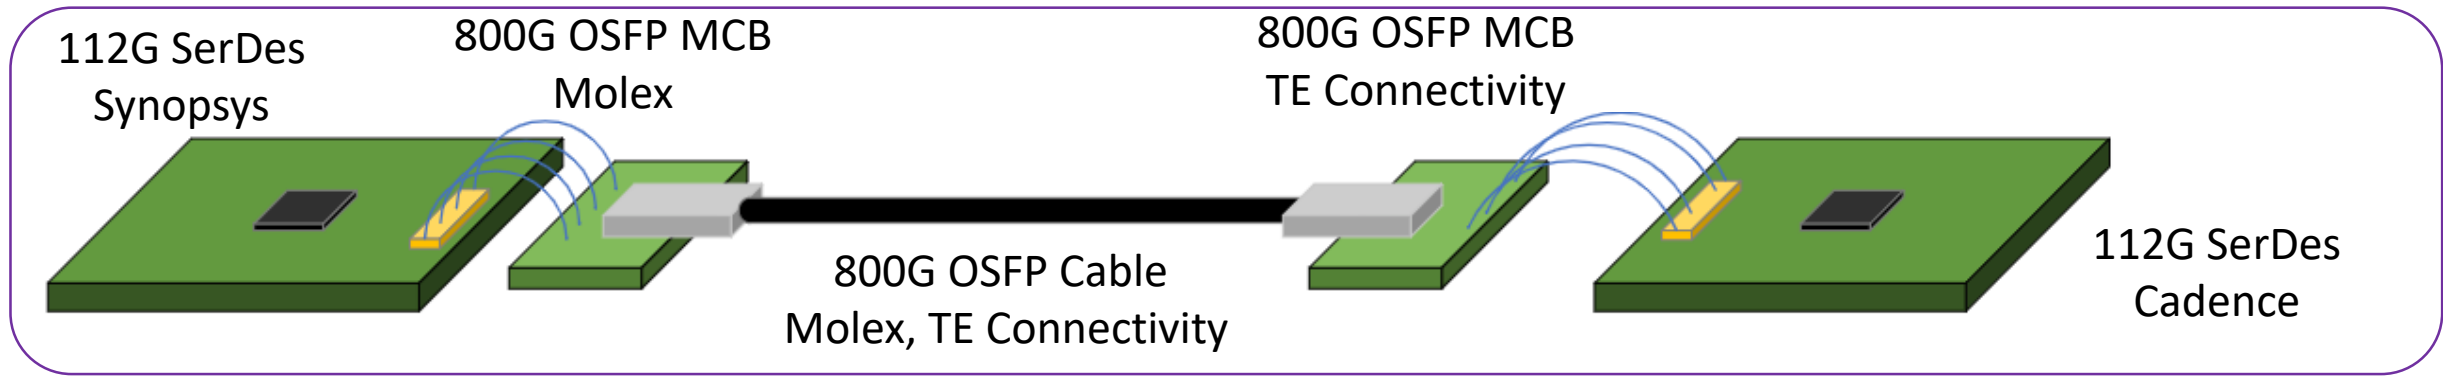 112G SerDes
Synopsys
800G OSFP MCB
Molex
800G OSFP MCB
TE Connectivity
800G OSFP Cable
Molex, TE Connectivity
112G SerDes
Cadence